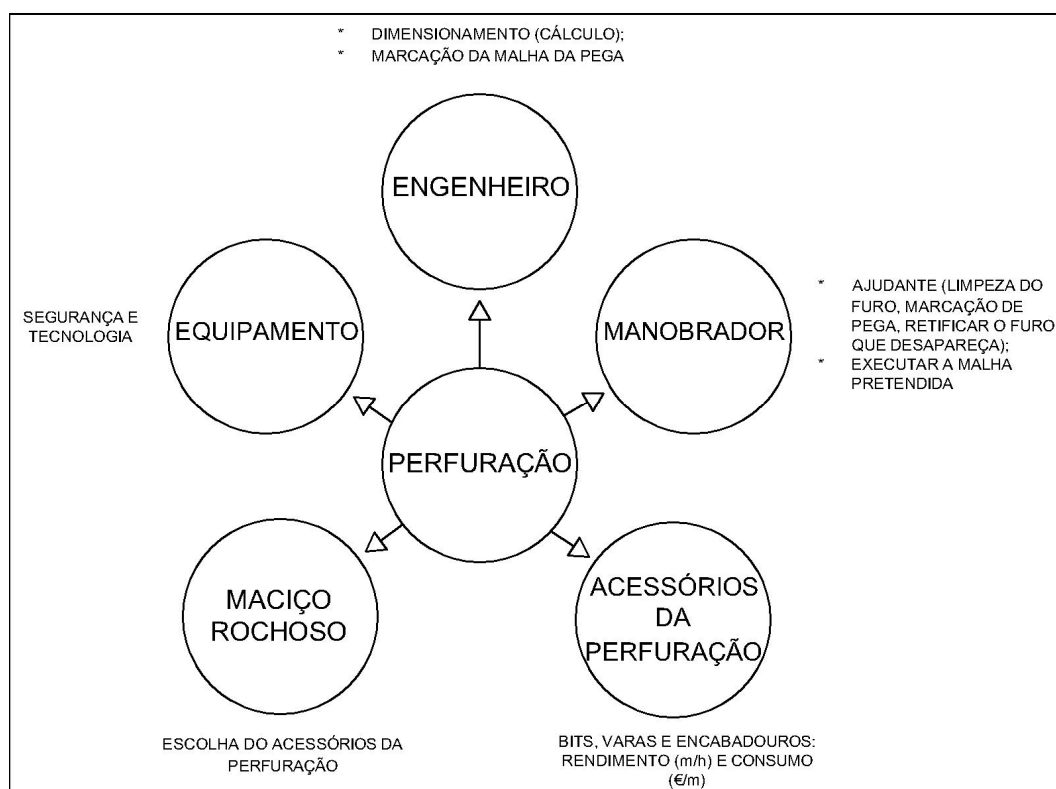 * DIMENSIONAMENTO (CÁLCULO);
* MARCAÇÃO DA MALHA DA PEGA
ENGENHEIRO
SEGURANÇA E
TECNOLOGIA
EQUIPAMENTO
MANOBRADOR
* AJUDANTE (LIMPEZA DO
FURO, MARCAÇÃO DE
PEGA, RETIFICAR O FURO
QUE DESAPAREÇA);
* EXECUTAR A MALHA
PRETENDIDA
PERFURAÇÃO
MACIÇO
ROCHOSO
ACESSÓRIOS
DA
PERFURAÇÃO
ESCOLHA DO ACESSÓRIOS DA
PERFURAÇÃO
BITS, VARAS E ENCABADOUROS:
RENDIMENTO (m/h) E CONSUMO
(€/m)